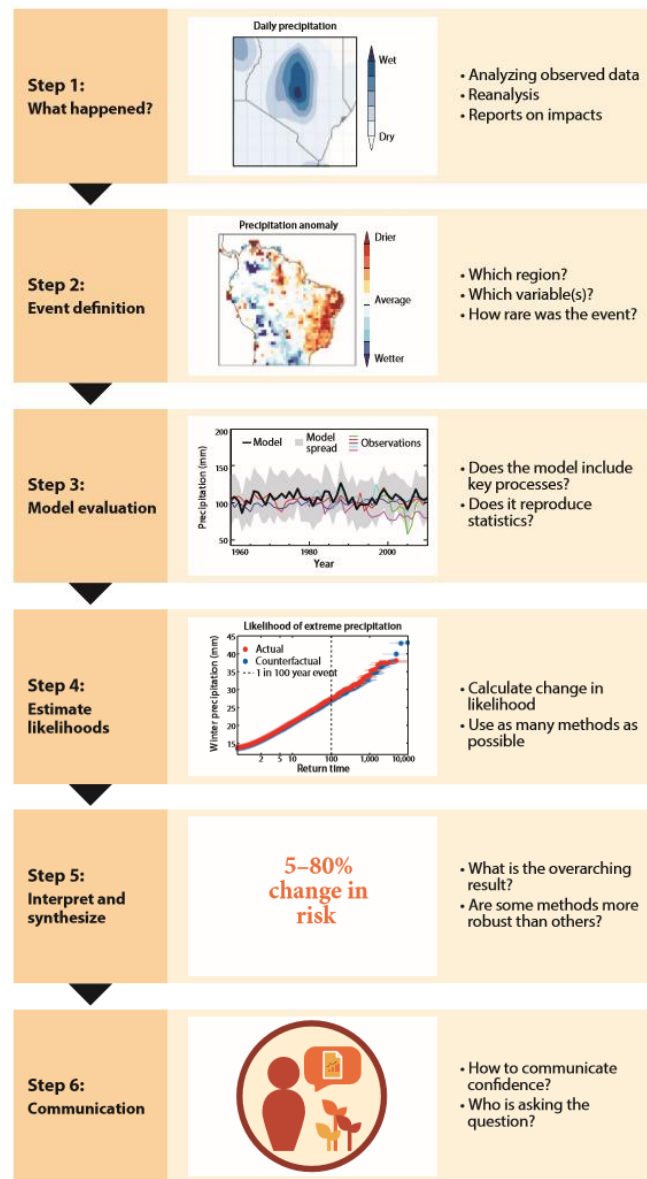 Step 1:
What happened?
Daily precipitation
Wet
Dry
• Analyzing observed data
• Reanalysis
• Reports on impacts
Step 2:
Event definition
Precipitation anomaly
Drier
Average
Wetter
• Which region?
• Which variable(s)?
• How rare was the event?
Step 3:
Model evaluation
Precipitation (mm)
200
150
100
50
Model
Model
spread
Observations
1960
1980
2000
Year
• Does the model include
key processes?
• Does it reproduce
statistics?
Step 4:
Estimate
likelihoods
Likelihood of extreme precipitation
Winter precipitation (mm)
45
40
35
30
25
20
15
Actual
Counterfactual
1 in 100 year event
2
5
10
100
1,000
10,000
Return time
• Calculate change in
likelihood
• Use as many methods as
possible
Step 5:
Interpret and
synthesize
5–80%
change in
risk
• What is the overarching
result?
• Are some methods more
robust than others?
Step 6:
Communication
• How to communicate
confidence?
• Who is asking the
question?